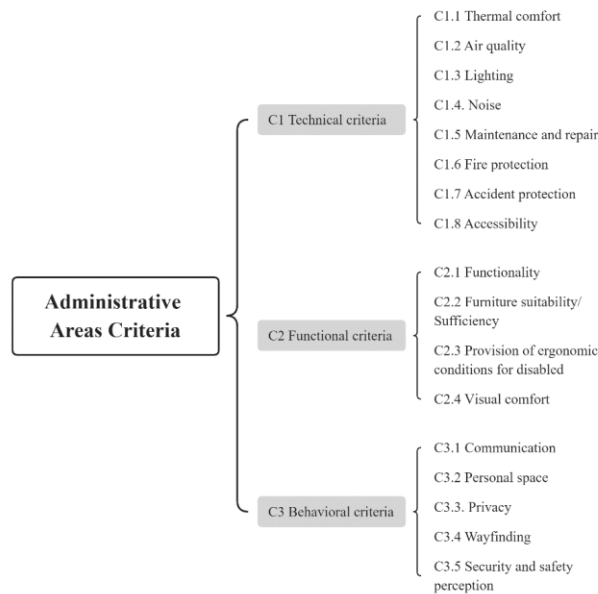 Administrative
Areas Criteria
C1 Technical criteria
C1.1 Thermal comfort
C1.2 Air quality
C1.3 Lighting
C1.4. Noise
C1.5 Maintenance and repair
C1.6 Fire protection
C1.7 Accident protection
C1.8 Accessibility
C2 Functional criteria
C2.1 Functionality
C2.2 Furniture suitability/
Sufficiency
C2.3 Provision of ergonomic
conditions for disabled
C2.4 Visual comfort
C3 Behavioral criteria
C3.1 Communication
C3.2 Personal space
C3.3. Privacy
C3.4 Wayfinding
C3.5 Security and safety
perception